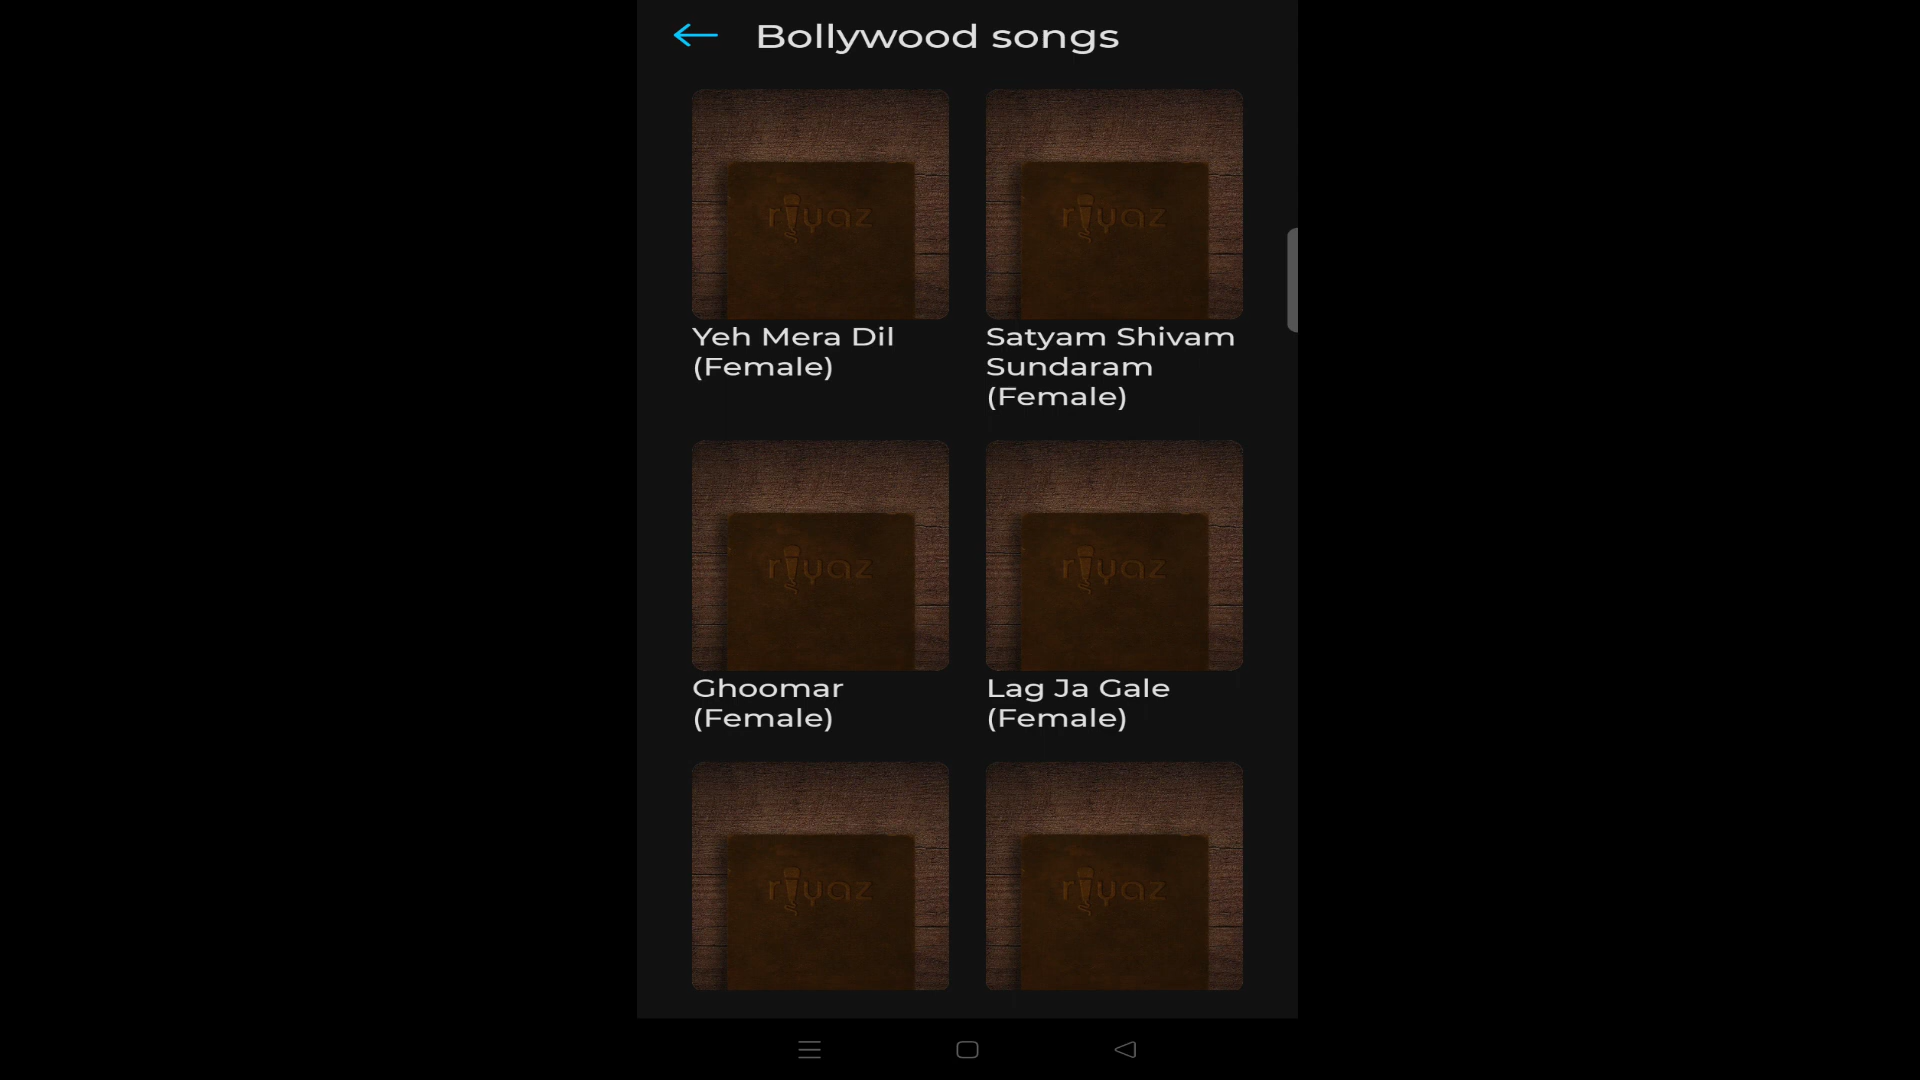 Bollywood songs
riyaz
riyaz
Yeh Mera Dil
(Female)
Satyam Shivam
Sundaram
(Female)
riyaz
riyaz
Ghoomar
(Female)
Lag Ja Gale
(Female)
riyaz
riyaz